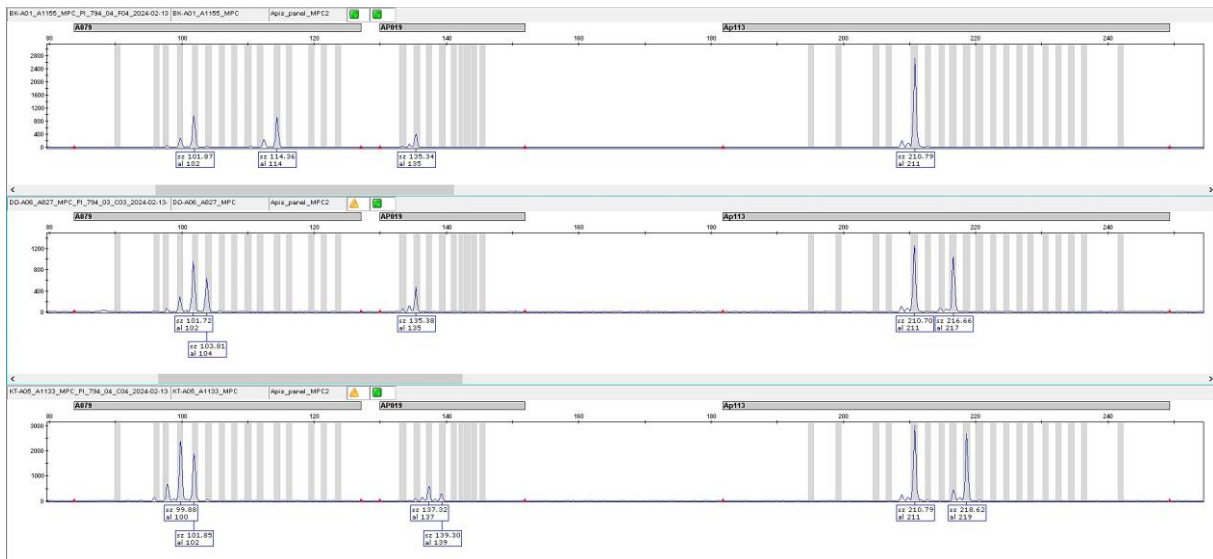 BK-A01_A1155_MPC_PI_794_04_F04_2024-02-13 BK-A01_A1155_MPC Apis_panel_MPC2
A079 AP019 Ap113
80 100 120 140 160 180 200 220 240
2800
2400
2000
1600
1200
800
400
0
sz 101.97 sz 114.36 sz 135.34 sz 210.79
al 102 al 114 al 135 al 211
< >
DD-A06_A827_MPC_PI_794_03_C03_2024-02-13- DD-A06_A827_MPC Apis_panel_MPC2
A079 AP019 Ap113
80 100 120 140 160 180 200 220 240
1200
800
400
0
sz 101.72 sz 135.38 sz 210.70 sz 216.66
al 102 al 135 al 211 al 217
sz 103.81
al 104
< >
KT-A05_A1133_MPC_PI_794_04_C04_2024-02-13 KT-A05_A1133_MPC Apis_panel_MPC2
A079 AP019 Ap113
80 100 120 140 160 180 200 220 240
3000
2000
1000
0
sz 99.88 sz 137.32 sz 210.79 sz 218.62
al 100 al 137 al 211 al 219
sz 101.85 sz 139.30
al 102 al 139